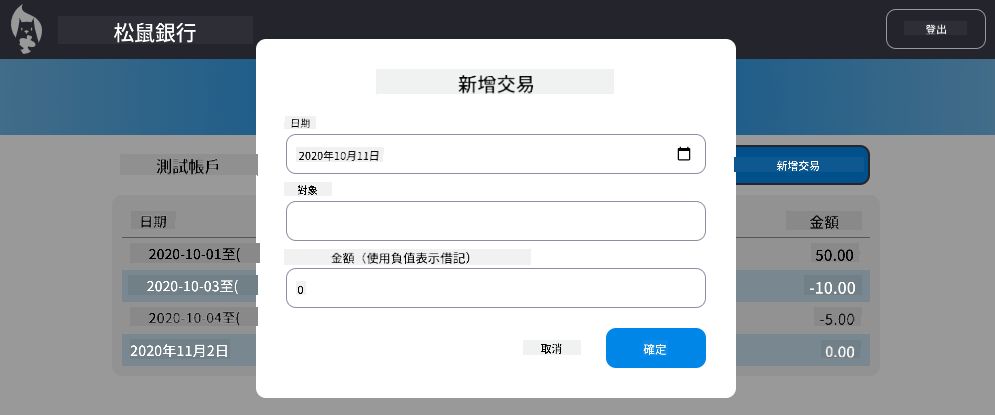 松鼠銀行
登出
新增交易
日期
2020年10月11日
對象
金額（使用負值表示借記）
0
取消
確定
測試帳戶
新增交易
日期
金額
2020-10-01至(
50.00
2020-10-03至(
-10.00
2020-10-04至(
-5.00
2020年11月2日
0.00